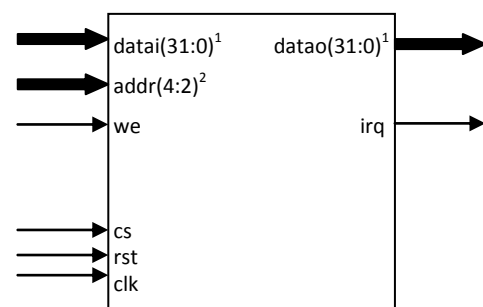 datai(31:0)¹ datao(31:0)¹
addr(4:2)²
we irq
cs
rst
clk